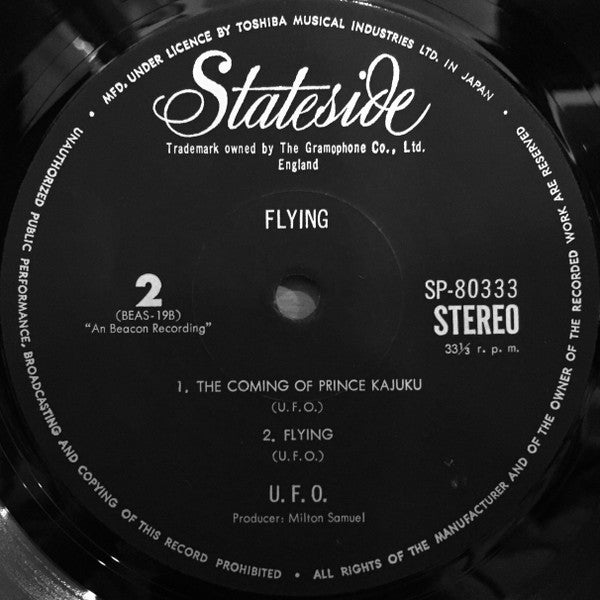 • MFD. UNDER LICENCE BY TOSHIBA MUSICAL INDUSTRIES LTD. IN JAPAN •
Stateside
Trademark owned by The Gramophone Co., Ltd.
England
FLYING
2
(BEAS-19B)
"An Beacon Recording"
SP-80333
STEREO
33⅓ r. p. m.
1. THE COMING OF PRINCE KAJUKU
(U.F.O.)
2. FLYING
(U.F.O.)
U. F. O.
Producer: Milton Samuel
UNAUTHORIZED PUBLIC PERFORMANCE, BROADCASTING AND COPYING OF THIS RECORD PROHIBITED • ALL RIGHTS OF THE MANUFACTURER AND OF THE OWNER OF THE RECORDED WORK ARE RESERVED •